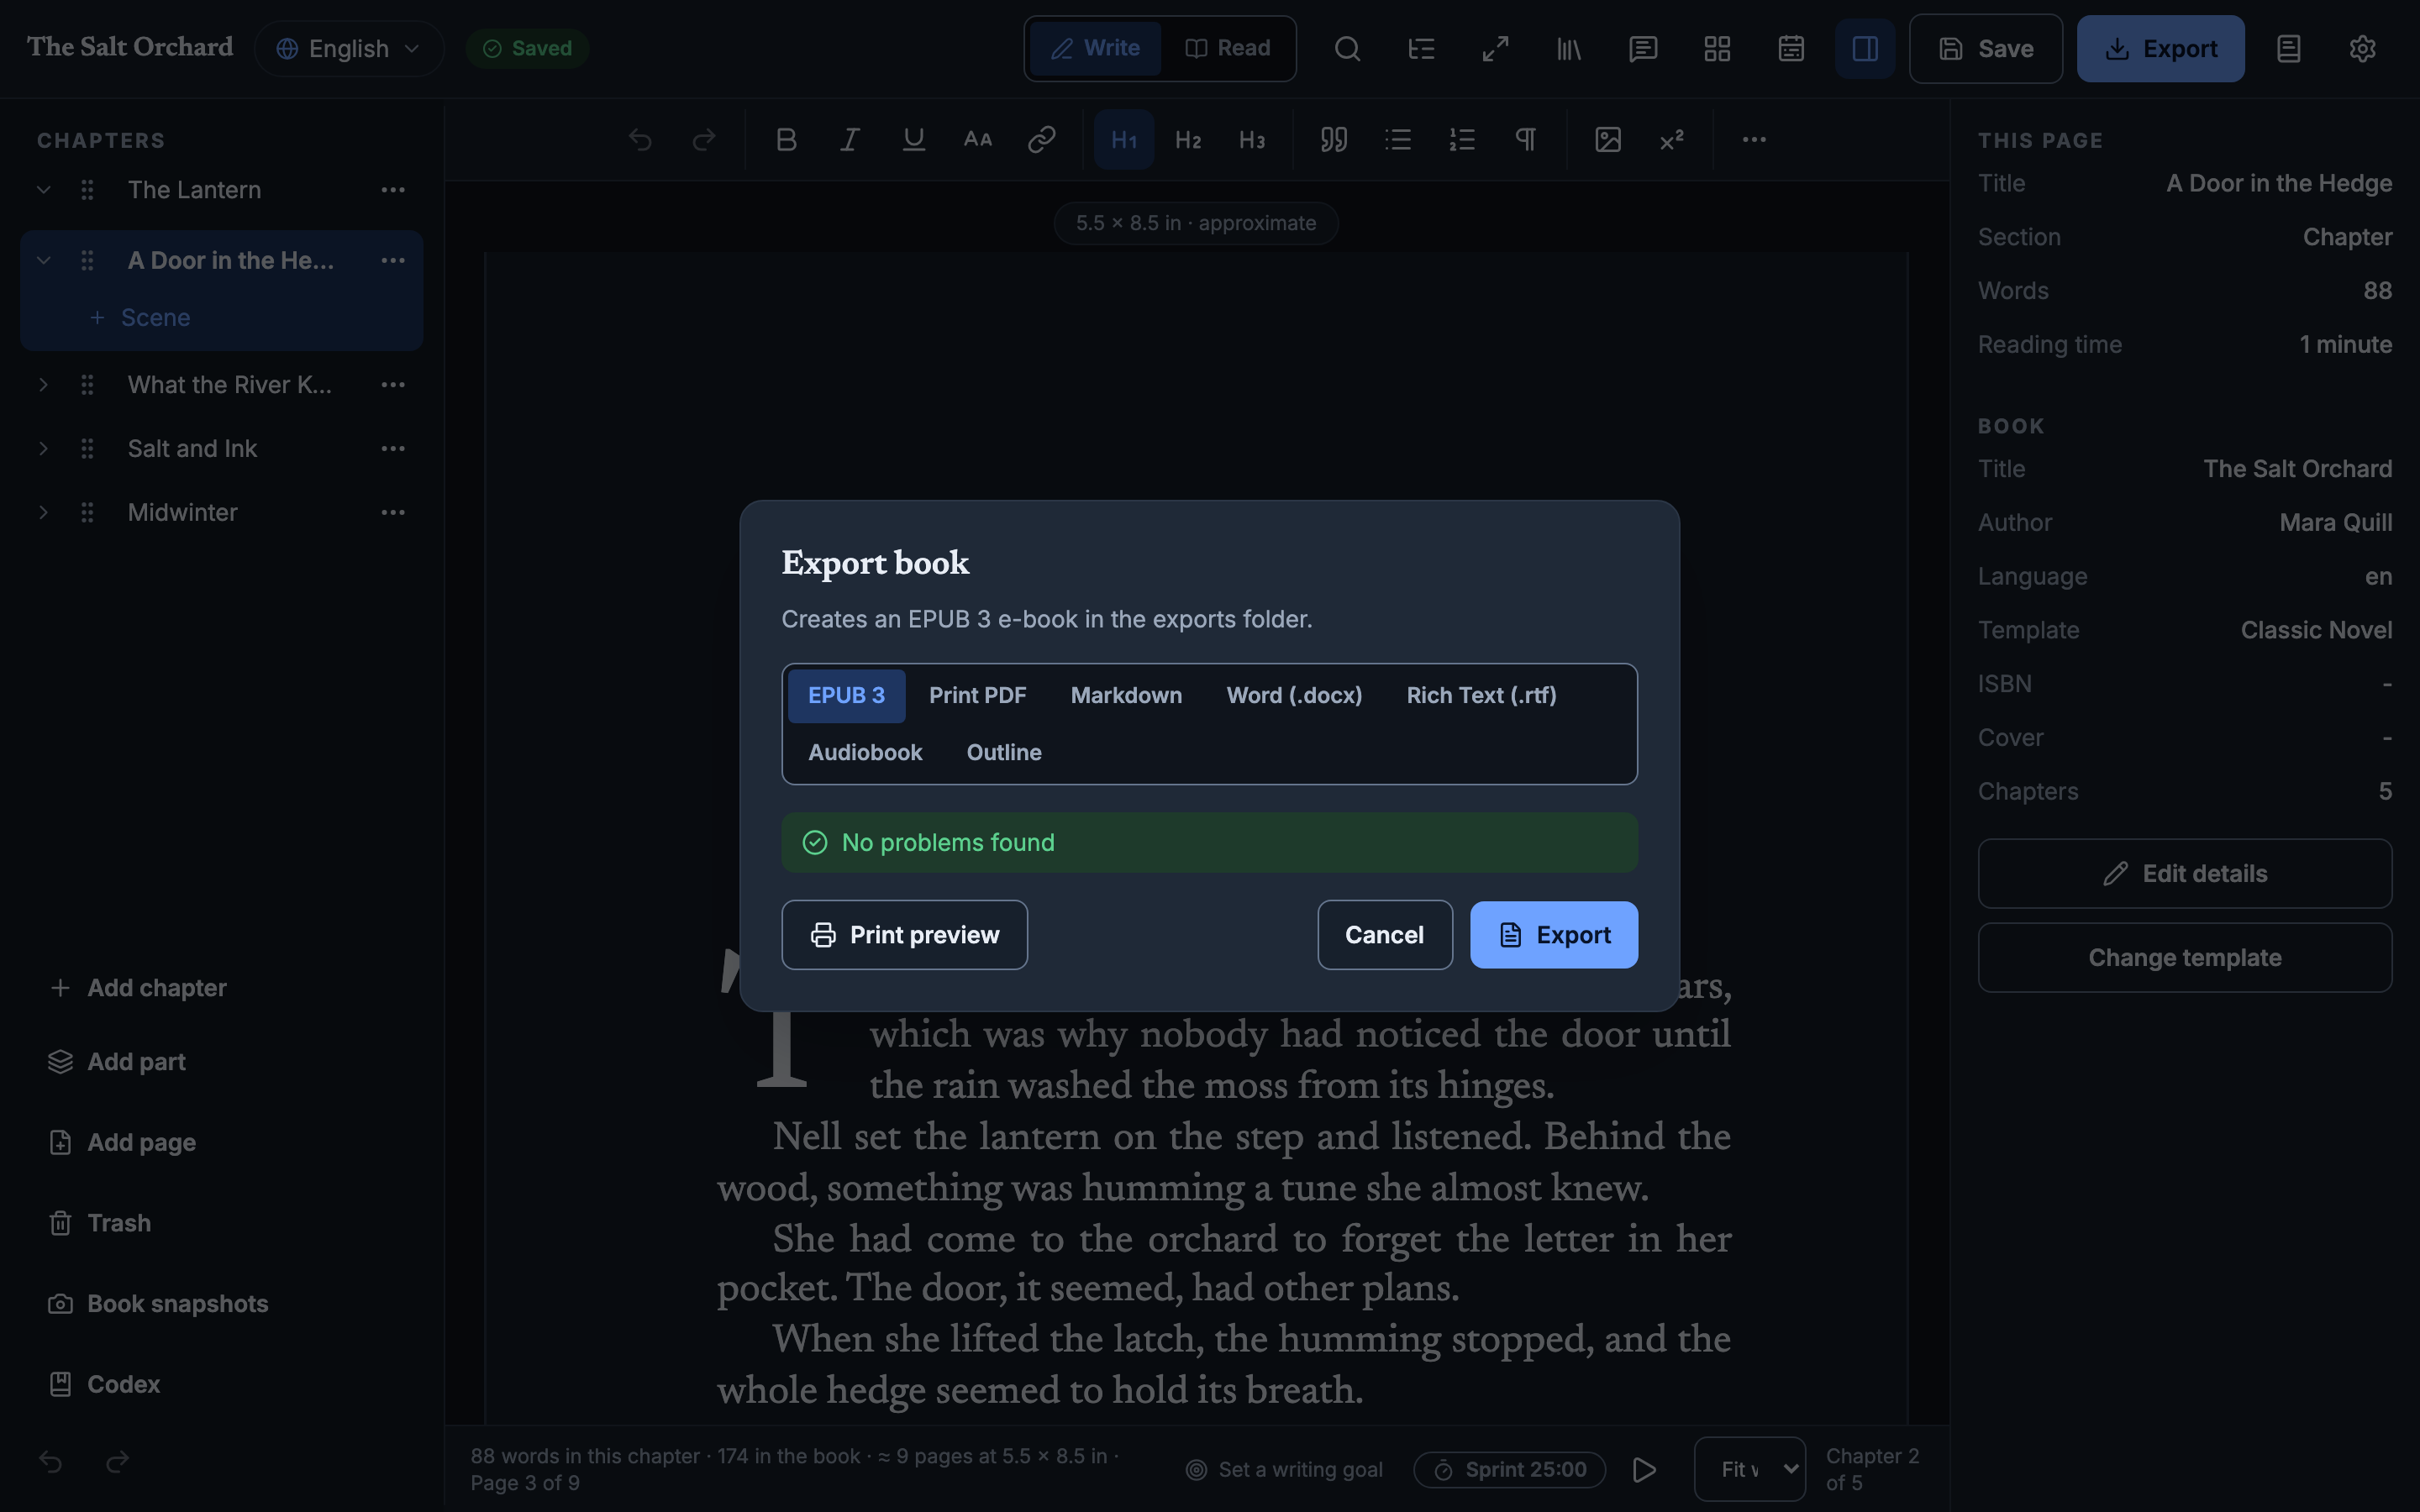 The Salt Orchard
English
Saved
Write
Read
Save
Export
CHAPTERS
The Lantern
A Door in the He...
+ Scene
What the River K...
Salt and Ink
Midwinter
+ Add chapter
Add part
Add page
Trash
Book snapshots
Codex
B I U AA H1 H2 H3 x²
5.5 × 8.5 in · approximate
Export book
Creates an EPUB 3 e-book in the exports folder.
EPUB 3
Print PDF
Markdown
Word (.docx)
Rich Text (.rtf)
Audiobook
Outline
No problems found
Print preview
Cancel
Export
ars,
which was why nobody had noticed the door until
the rain washed the moss from its hinges.
Nell set the lantern on the step and listened. Behind the
wood, something was humming a tune she almost knew.
She had come to the orchard to forget the letter in her
pocket. The door, it seemed, had other plans.
When she lifted the latch, the humming stopped, and the
whole hedge seemed to hold its breath.
88 words in this chapter · 174 in the book · ≈ 9 pages at 5.5 × 8.5 in ·
Page 3 of 9
Set a writing goal
Sprint 25:00
Fit
Chapter 2
of 5
THIS PAGE
Title A Door in the Hedge
Section Chapter
Words 88
Reading time 1 minute
BOOK
Title The Salt Orchard
Author Mara Quill
Language en
Template Classic Novel
ISBN -
Cover -
Chapters 5
Edit details
Change template